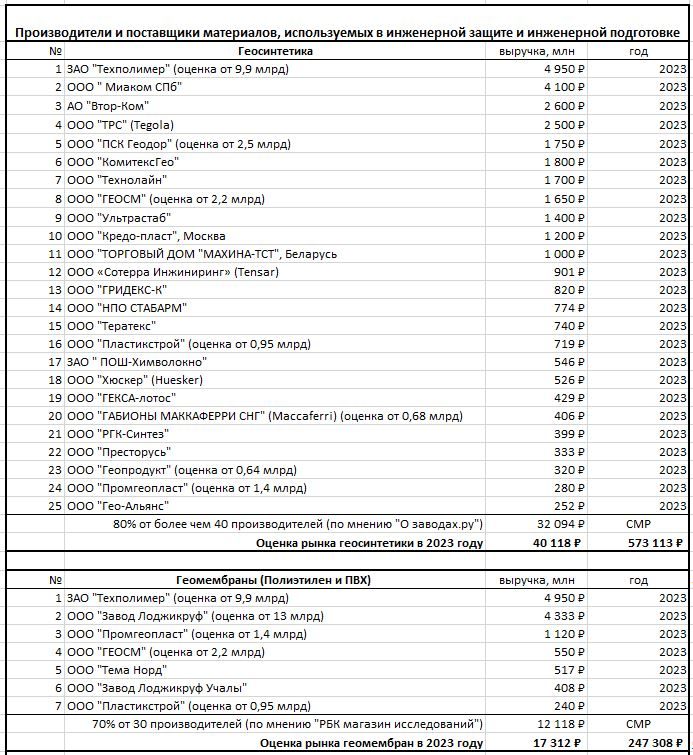 Производители и поставщики материалов, используемых в инженерной защите и инженерной подготовке
№ Геосинтетика выручка, млн год
1 ЗАО "Техполимер" (оценка от 9,9 млрд) 4 950 ₽ 2023
2 ООО " Миаком СПб" 4 100 ₽ 2023
3 АО "Втор-Ком" 2 600 ₽ 2023
4 ООО "ТРС" (Tegola) 2 500 ₽ 2023
5 ООО "ПСК Геодор" (оценка от 2,5 млрд) 1 750 ₽ 2023
6 ООО "КомитексГео" 1 800 ₽ 2023
7 ООО "Технолайн" 1 700 ₽ 2023
8 ООО "ГЕОСМ" (оценка от 2,2 млрд) 1 650 ₽ 2023
9 ООО "Ультрастаб" 1 400 ₽ 2023
10 ООО "Кредо-пласт", Москва 1 200 ₽ 2023
11 ООО "ТОРГОВЫЙ ДОМ "МАХИНА-ТСТ", Беларусь 1 000 ₽ 2023
12 ООО «Сотерра Инжиниринг» (Tensar) 901 ₽ 2023
13 ООО "ГРИДЕКС-К" 820 ₽ 2023
14 ООО "НПО СТАБАРМ" 774 ₽ 2023
15 ООО "Тератекс" 740 ₽ 2023
16 ООО "Пластикстрой" (оценка от 0,95 млрд) 719 ₽ 2023
17 ЗАО " ПОШ-Химволокно" 546 ₽ 2023
18 ООО "Хюскер" (Huesker) 526 ₽ 2023
19 ООО "ГЕКСА-лотос" 429 ₽ 2023
20 ООО "ГАБИОНЫ МАККАФЕРРИ СНГ" (Maccaferri) (оценка от 0,68 млрд) 406 ₽ 2023
21 ООО "РГК-Синтез" 399 ₽ 2023
22 ООО "Престорусь" 333 ₽ 2023
23 ООО "Геопродукт" (оценка от 0,64 млрд) 320 ₽ 2023
24 ООО "Промгеопласт" (оценка от 1,4 млрд) 280 ₽ 2023
25 ООО "Гео-Альянс" 252 ₽ 2023
80% от более чем 40 производителей (по мнению "О заводах.ру") 32 094 ₽ СМР
Оценка рынка геосинтетики в 2023 году 40 118 ₽ 573 113 ₽
№ Геомембраны (Полиэтилен и ПВХ) выручка, млн год
1 ЗАО "Техполимер" (оценка от 9,9 млрд) 4 950 ₽ 2023
2 ООО "Завод Лоджикруф" (оценка от 13 млрд) 4 333 ₽ 2023
3 ООО "Промгеопласт" (оценка от 1,4 млрд) 1 120 ₽ 2023
4 ООО "ГЕОСМ" (оценка от 2,2 млрд) 550 ₽ 2023
5 ООО "Тема Норд" 517 ₽ 2023
6 ООО "Завод Лоджикруф Учалы" 408 ₽ 2023
7 ООО "Пластикстрой" (оценка от 0,95 млрд) 240 ₽ 2023
70% от 30 производителей (по мнению "РБК магазин исследований") 12 118 ₽ СМР
Оценка рынка геомембран в 2023 году 17 312 ₽ 247 308 ₽